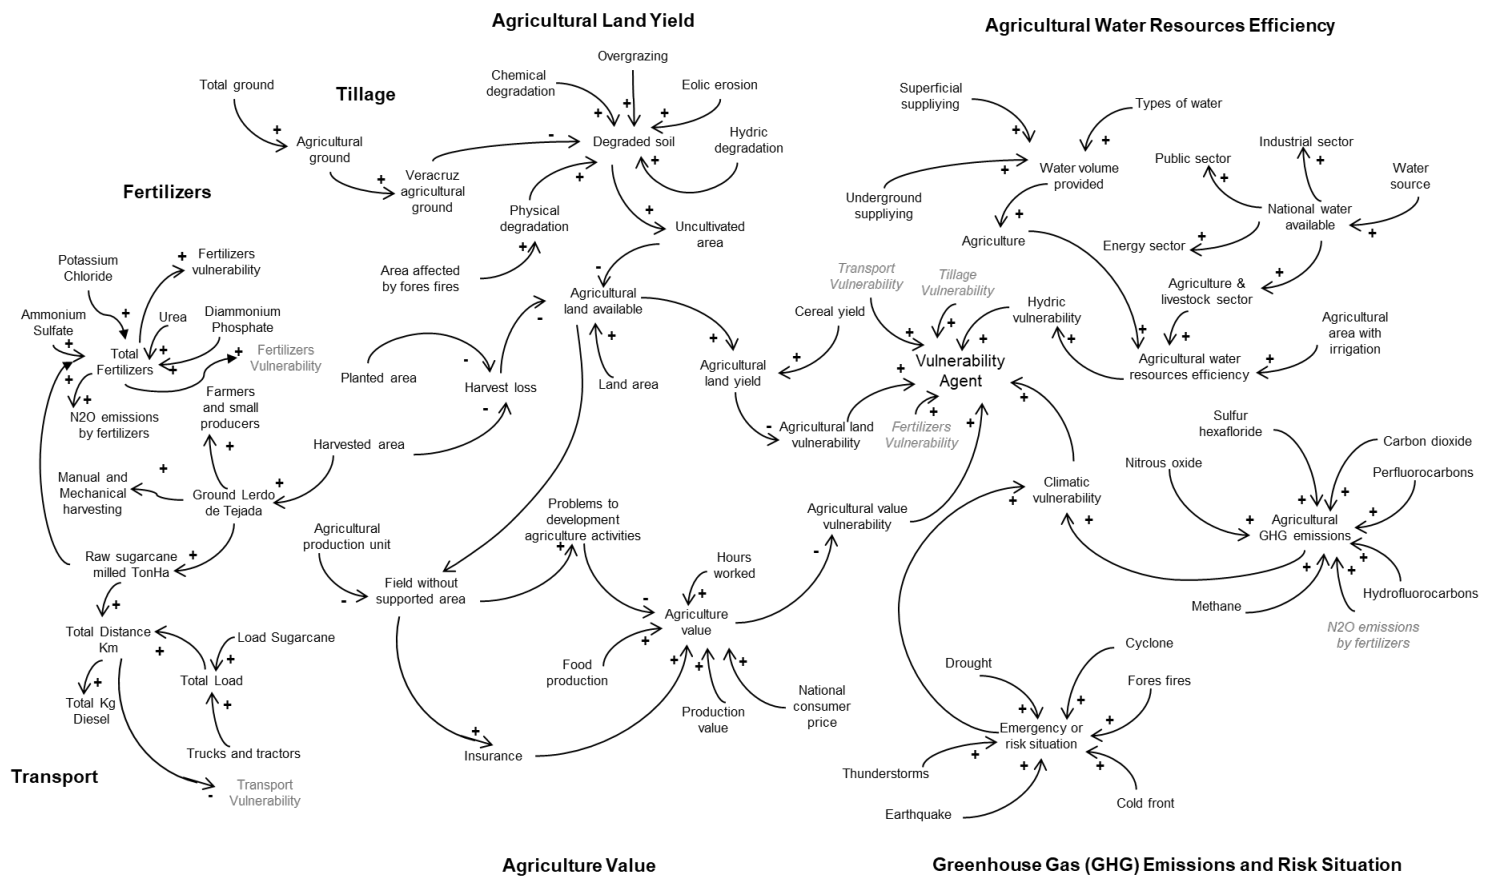 Agricultural Land Yield
Agricultural Water Resources Efficiency
Tillage
Total ground
+
Agricultural
ground
+
Veracruz
agricultural
ground
-
Chemical
degradation
+
Overgrazing
+
Eolic erosion
+
Degraded soil
Hydric
degradation
+
Physical
degradation
+
+
Area affected
by fores fires
+
Uncultivated
area
-
Agricultural
land available
+
Land area
+
Agricultural
land yield
Cereal yield
+
-
Agricultural land
vulnerability
+
Planted area
-
Harvest loss
-
-
Harvested area
+
Fertilizers
Potassium
Chloride
+
Fertilizers
vulnerability
+
Ammonium
Sulfate
+
Urea
+
Diammonium
Phosphate
+
Total
Fertilizers
+
Fertilizers
Vulnerability
+
+
N2O emissions
by fertilizers
Farmers
and small
producers
+
Manual and
Mechanical
harvesting
+
Ground Lerdo
de Tejada
+
Raw sugarcane
milled TonHa
+
Total Distance
Km
+
Load Sugarcane
+
Total Load
+
+
Total Kg
Diesel
Trucks and tractors
Transport
-
Transport
Vulnerability
Agricultural
production unit
-
Field without
supported area
Problems to
development
agriculture activities
+
-
Hours
worked
+
Agriculture
value
+
Food
production
+
+
+
Production
value
National
consumer
price
+
Insurance
-
Agricultural value
vulnerability
+
Agriculture Value
Superficial
suppliying
+
Types of water
+
Water volume
provided
+
Underground
suppliying
+
Agriculture
+
Public sector
+
Industrial sector
+
Water
source
+
National water
available
Energy sector
+
+
Agriculture &
livestock sector
+
Agricultural
area with
irrigation
+
Agricultural water
resources efficiency
+
Hydric
vulnerability
+
Transport
Vulnerability
+
Tillage
Vulnerability
+
Vulnerability
Agent
+
Fertilizers
Vulnerability
+
Climatic
vulnerability
+
+
Sulfur
hexafloride
+
Carbon dioxide
+
Nitrous oxide
+
Perfluorocarbons
+
Agricultural
GHG emissions
Methane
+
+
Hydrofluorocarbons
+
N2O emissions
by fertilizers
Drought
+
Cyclone
+
Fores fires
+
Emergency or
risk situation
Thunderstorms
+
Earthquake
+
Cold front
+
Greenhouse Gas (GHG) Emissions and Risk Situation